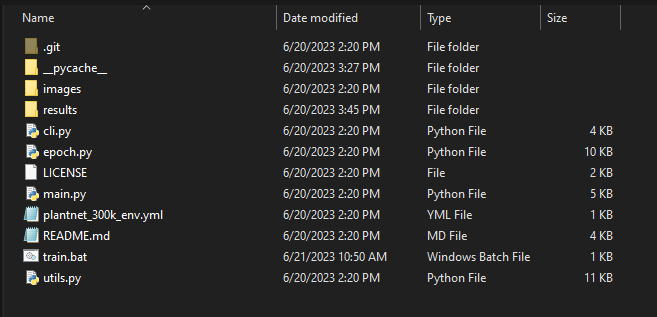 Name Date modified Type Size
.git 6/20/2023 2:20 PM File folder
__pycache__ 6/20/2023 3:27 PM File folder
images 6/20/2023 2:20 PM File folder
results 6/20/2023 3:45 PM File folder
cli.py 6/20/2023 2:20 PM Python File 4 KB
epoch.py 6/20/2023 2:20 PM Python File 10 KB
LICENSE 6/20/2023 2:20 PM File 2 KB
main.py 6/20/2023 2:20 PM Python File 5 KB
plantnet_300k_env.yml 6/20/2023 2:20 PM YML File 1 KB
README.md 6/20/2023 2:20 PM MD File 4 KB
train.bat 6/21/2023 10:50 AM Windows Batch File 1 KB
utils.py 6/20/2023 2:20 PM Python File 11 KB